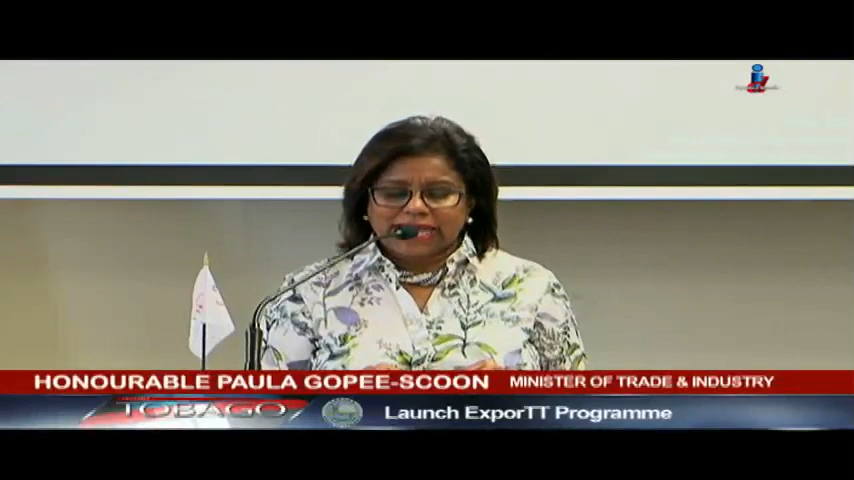 HONOURABLE PAULA GOPEE-SCOON MINISTER OF TRADE & INDUSTRY
TOBAGO Launch ExporTT Programme